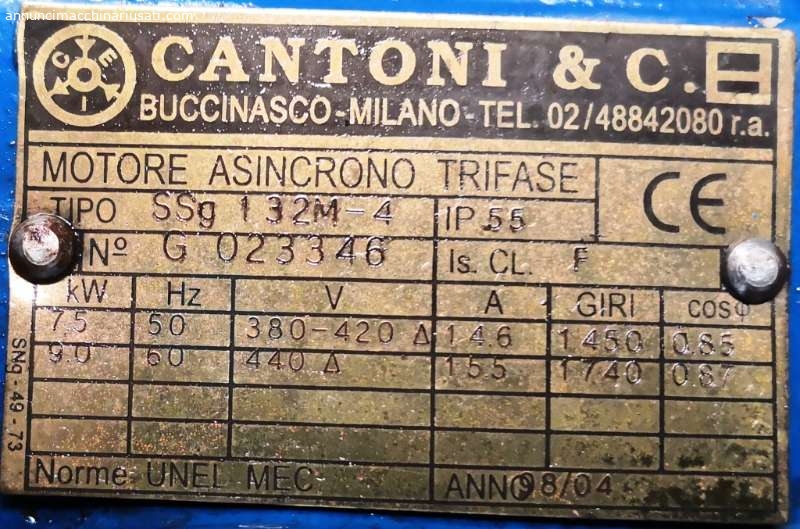 annuncimacchinariusati.com
C E I
CANTONI & C.
BUCCINASCO-MILANO-TEL. 02/48842080 r.a.
MOTORE ASINCRONO TRIFASE CE
TIPO SSg 132M-4 IP 55
Nº G 023346 Is. CL. F
kW Hz V A GIRI cosφ
7.5 50 380-420 Δ 14.6 1450 0.85
9.0 60 440 Δ 15.5 1740 0.87
Norme UNEL MEC ANNO 98/04
SNg-49-73